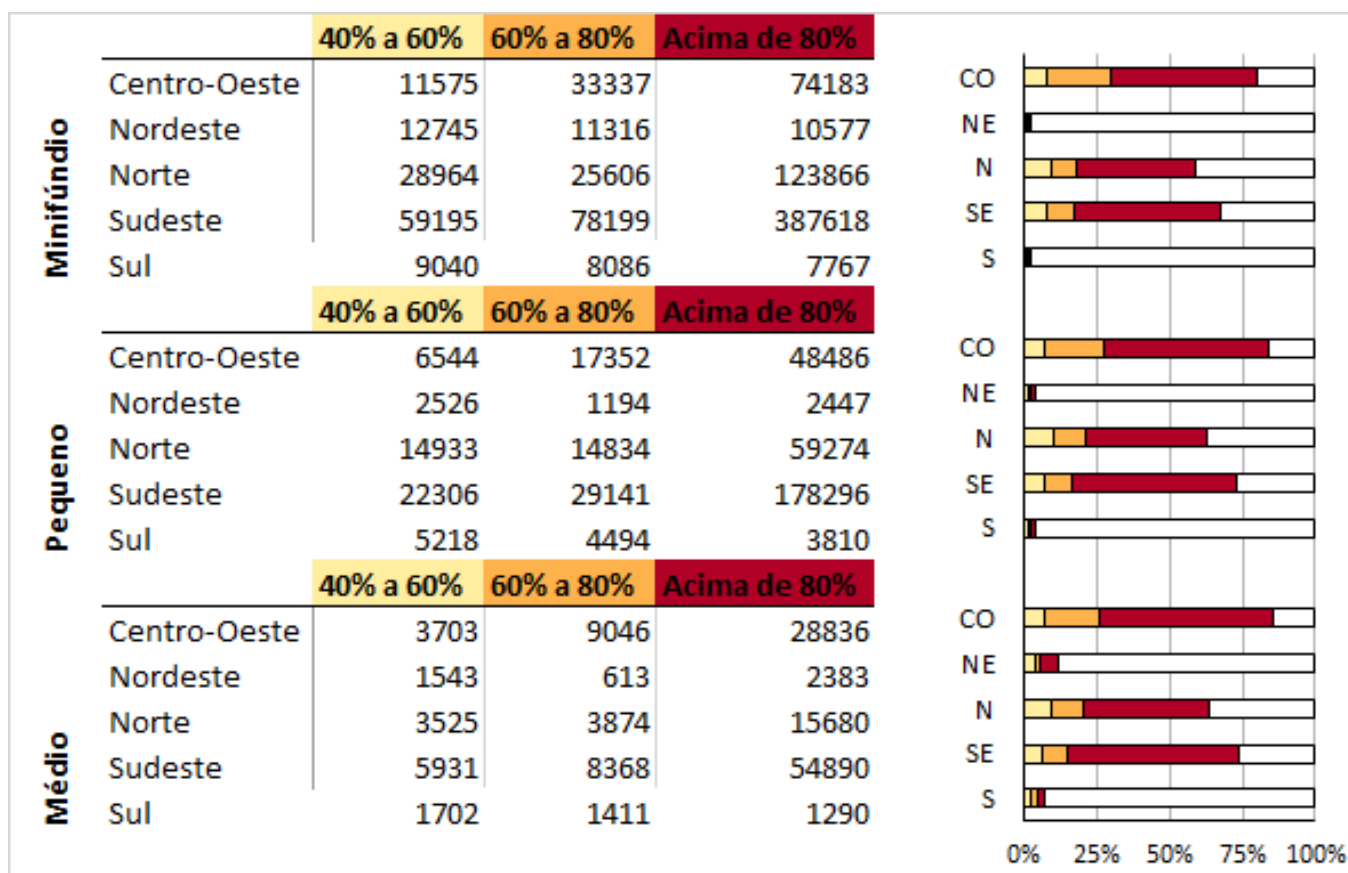 40% a 60% 60% a 80% Acima de 80%
Minifúndio
Centro-Oeste 11575 33337 74183
Nordeste 12745 11316 10577
Norte 28964 25606 123866
Sudeste 59195 78199 387618
Sul 9040 8086 7767
CO
NE
N
SE
S
40% a 60% 60% a 80% Acima de 80%
Pequeno
Centro-Oeste 6544 17352 48486
Nordeste 2526 1194 2447
Norte 14933 14834 59274
Sudeste 22306 29141 178296
Sul 5218 4494 3810
CO
NE
N
SE
S
40% a 60% 60% a 80% Acima de 80%
Médio
Centro-Oeste 3703 9046 28836
Nordeste 1543 613 2383
Norte 3525 3874 15680
Sudeste 5931 8368 54890
Sul 1702 1411 1290
CO
NE
N
SE
S
0% 25% 50% 75% 100%